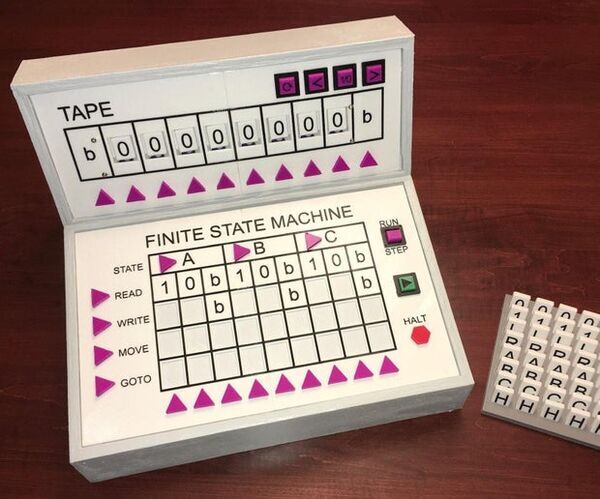 < 1/0 >
TAPE
b 0 0 0 0 0 0 0 0 b
FINITE STATE MACHINE
STATE A B C
READ 1 0 b 1 0 b 1 0 b
WRITE b b b
MOVE
GOTO
RUN
STEP
HALT